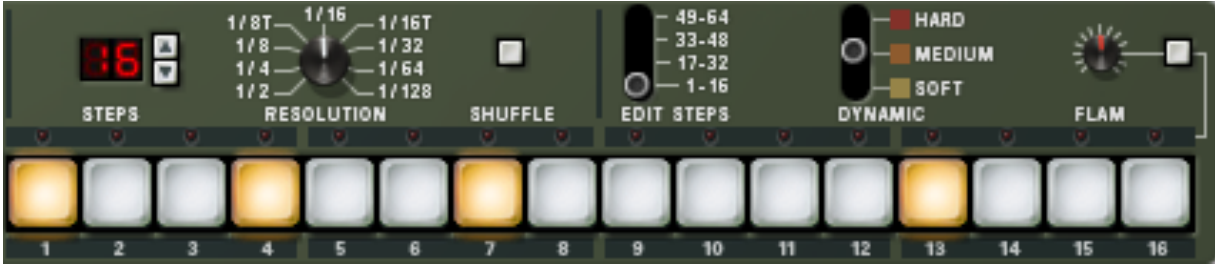 1/8T 1/16 1/16T
1/8 1/32
1/4 1/64
1/2 1/128
16
STEPS RESOLUTION SHUFFLE
49-64
33-48
17-32
1-16
EDIT STEPS
HARD
MEDIUM
SOFT
DYNAMIC
FLAM
1 2 3 4 5 6 7 8 9 10 11 12 13 14 15 16